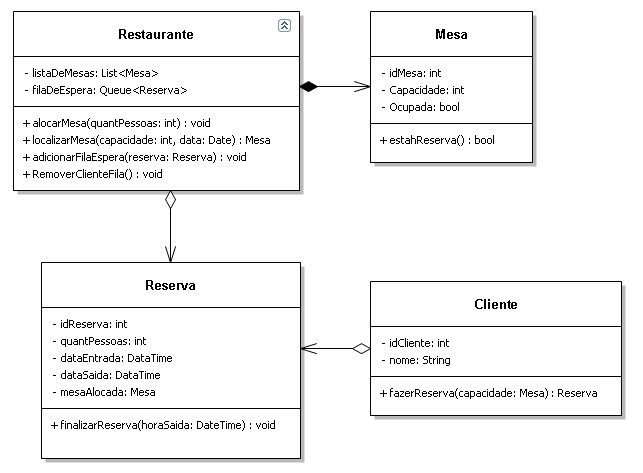 Restaurante
- listaDeMesas: List<Mesa>
- filaDeEspera: Queue<Reserva>
+ alocarMesa(quantPessoas: int) : void
+ localizarMesa(capacidade: int, data: Date) : Mesa
+ adicionarFilaEspera(reserva: Reserva) : void
+ RemoverClienteFila() : void
Mesa
- idMesa: int
- Capacidade: int
- Ocupada: bool
+ estahReserva() : bool
Reserva
- idReserva: int
- quantPessoas: int
- dataEntrada: DataTime
- dataSaida: DataTime
- mesaAlocada: Mesa
+ finalizarReserva(horaSaida: DateTime) : void
Cliente
- idCliente: int
- nome: String
+ fazerReserva(capacidade: Mesa) : Reserva